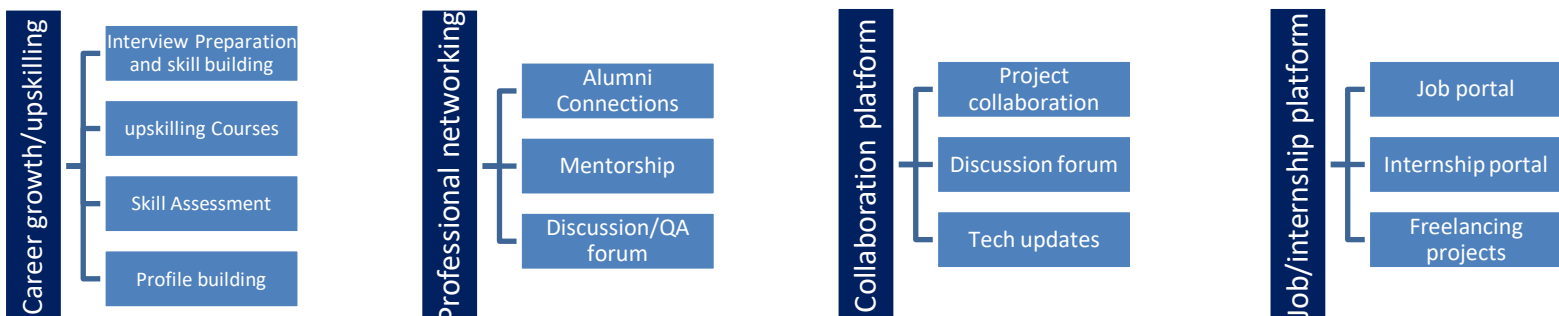 Career growth/upskilling
Interview Preparation
and skill building
upskilling Courses
Skill Assessment
Profile building
Professional networking
Alumni
Connections
Mentorship
Discussion/QA
forum
Collaboration platform
Project
collaboration
Discussion forum
Tech updates
Job/internship platform
Job portal
Internship portal
Freelancing
projects